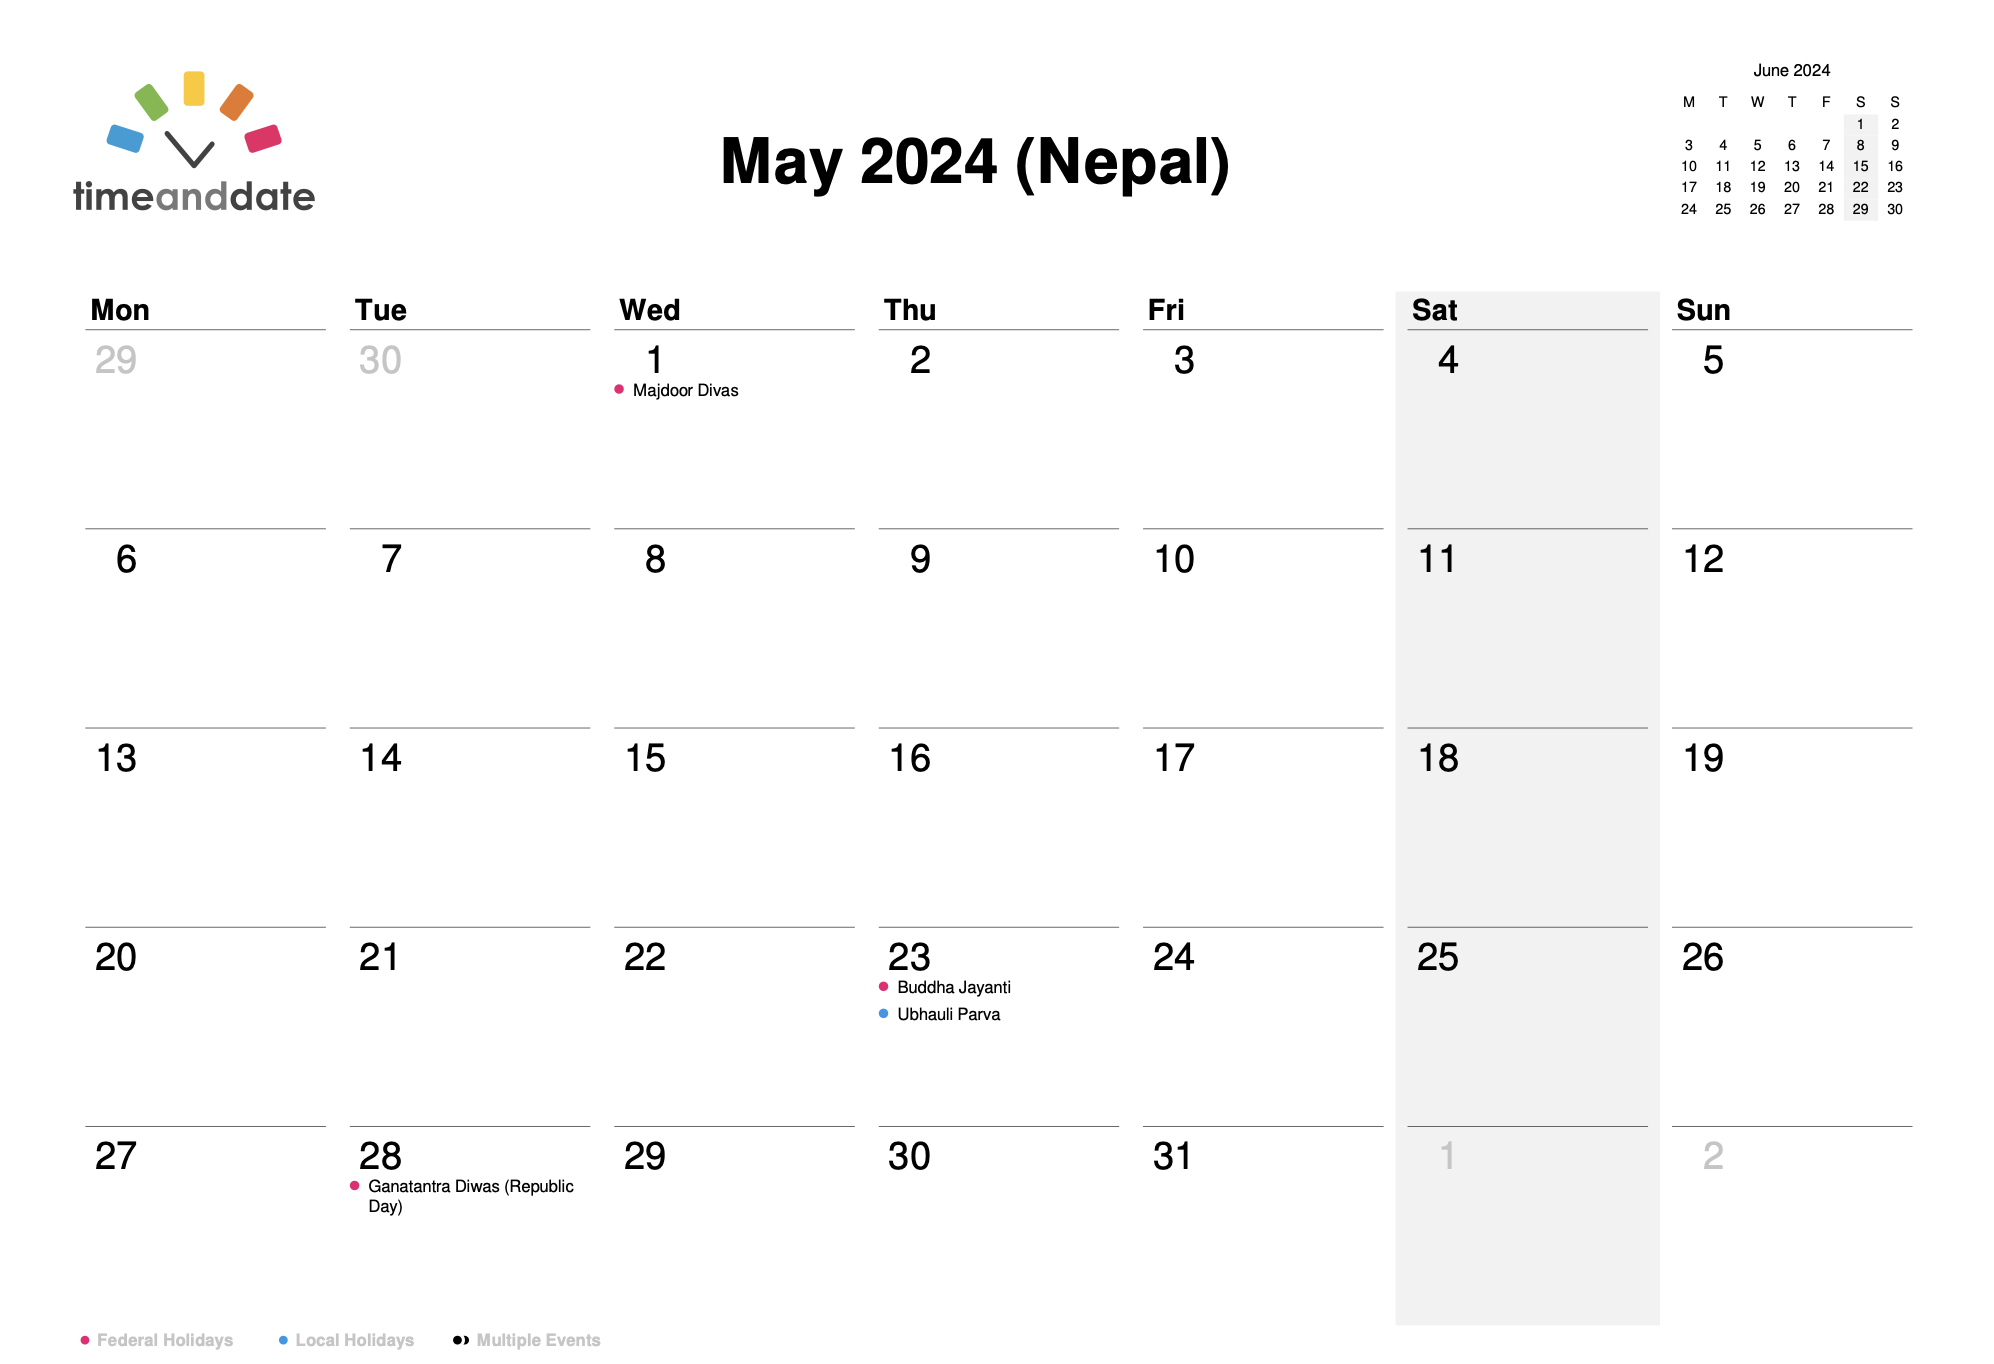 timeanddate
May 2024 (Nepal)
June 2024
M T W T F S S
1 2
3 4 5 6 7 8 9
10 11 12 13 14 15 16
17 18 19 20 21 22 23
24 25 26 27 28 29 30
Mon Tue Wed Thu Fri Sat Sun
29 30 1 2 3 4 5
Majdoor Divas
6 7 8 9 10 11 12
13 14 15 16 17 18 19
20 21 22 23 24 25 26
Buddha Jayanti
Ubhauli Parva
27 28 29 30 31 1 2
Ganatantra Diwas (Republic
Day)
Federal Holidays Local Holidays Multiple Events